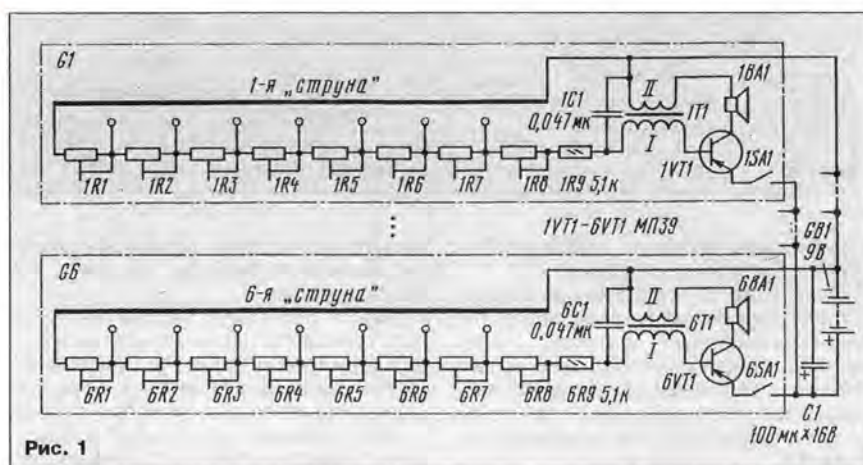 G1
1-я „струна"
1C1
0,047мк
II
1T1
I
1BA1
1VT1
1SA1
1R1 1R2 1R3 1R4 1R5 1R6 1R7 1R8 1R9 5,1к
1VT1-6VT1 МП39
GB1
9В
G6
6-я „струна"
6C1
0,047мк
II
6T1
I
6BA1
6VT1
6SA1
6R1 6R2 6R3 6R4 6R5 6R6 6R7 6R8 6R9 5,1к
C1
100мк×16В
Рис. 1